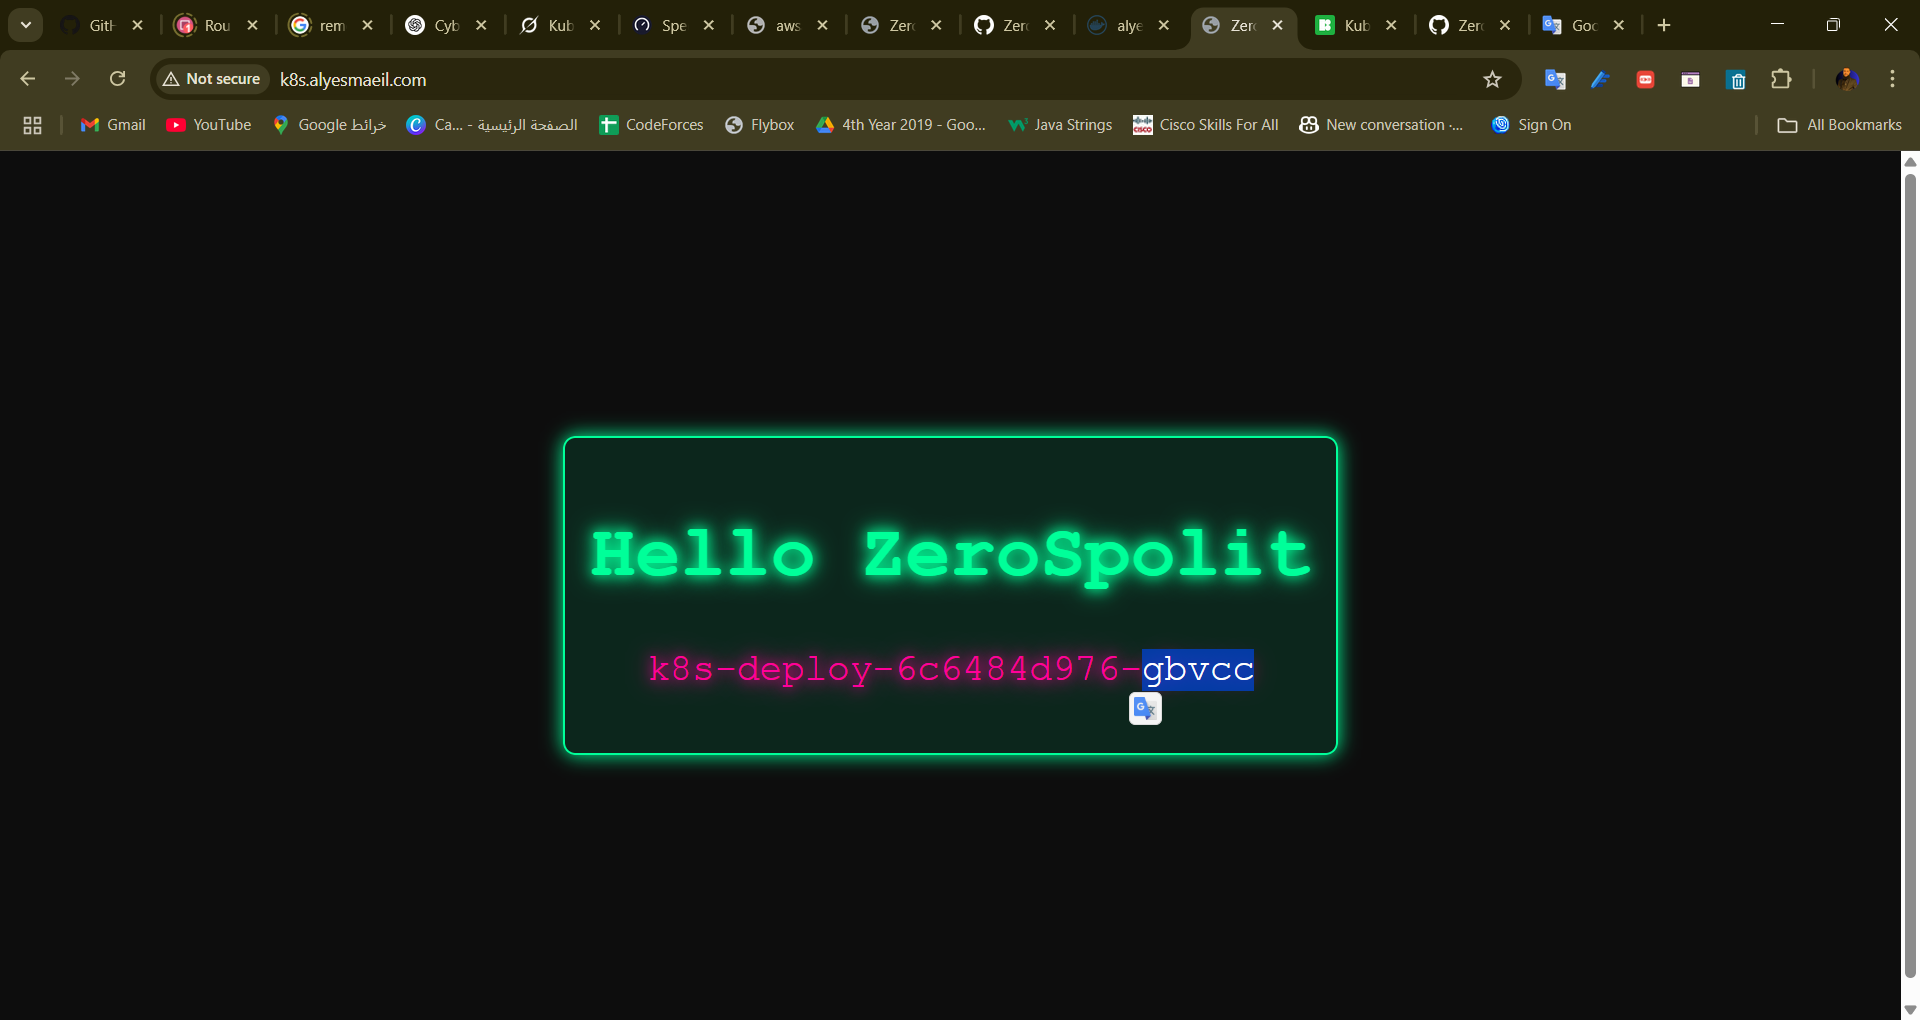 GitH
Rou
rem
Cyb
Kub
Spe
aws
Zero
Zero
alye
Zero
Kub
Zero
Goo
Not secure
k8s.alyesmaeil.com
Gmail
YouTube
خرائط Google
Ca... - الصفحة الرئيسية
CodeForces
Flybox
4th Year 2019 - Goo...
Java Strings
Cisco Skills For All
New conversation ·...
Sign On
All Bookmarks
Hello ZeroSpolit
k8s-deploy-6c6484d976-gbvcc